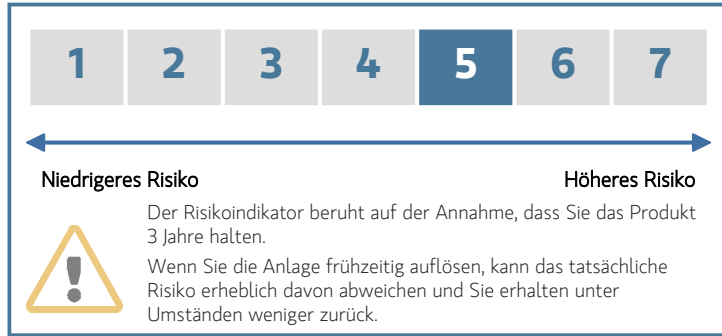 1 2 3 4 5 6 7
Niedrigeres Risiko Höheres Risiko
Der Risikoindikator beruht auf der Annahme, dass Sie das Produkt
3 Jahre halten.
Wenn Sie die Anlage frühzeitig auflösen, kann das tatsächliche
Risiko erheblich davon abweichen und Sie erhalten unter
Umständen weniger zurück.